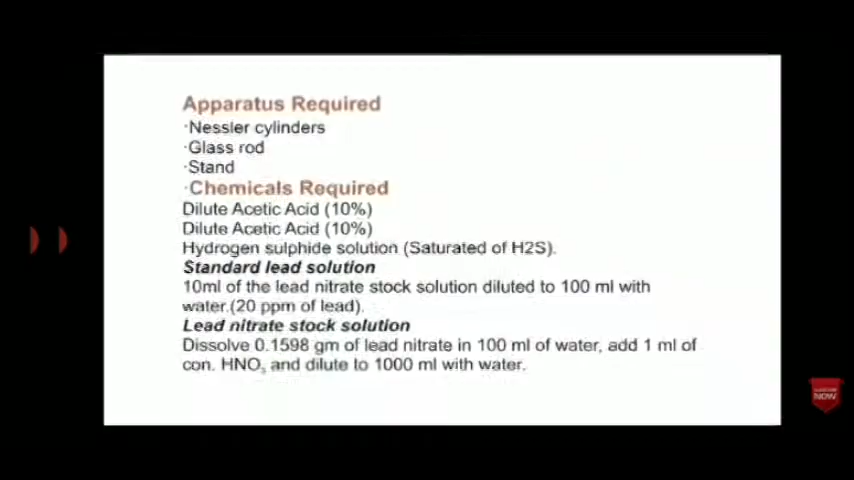 Apparatus Required
·Nessler cylinders
·Glass rod
·Stand
·Chemicals Required
Dilute Acetic Acid (10%)
Dilute Acetic Acid (10%)
Hydrogen sulphide solution (Saturated of H2S).
Standard lead solution
10ml of the lead nitrate stock solution diluted to 100 ml with
water.(20 ppm of lead).
Lead nitrate stock solution
Dissolve 0.1598 gm of lead nitrate in 100 ml of water, add 1 ml of
con. HNO₃ and dilute to 1000 ml with water.
NOW